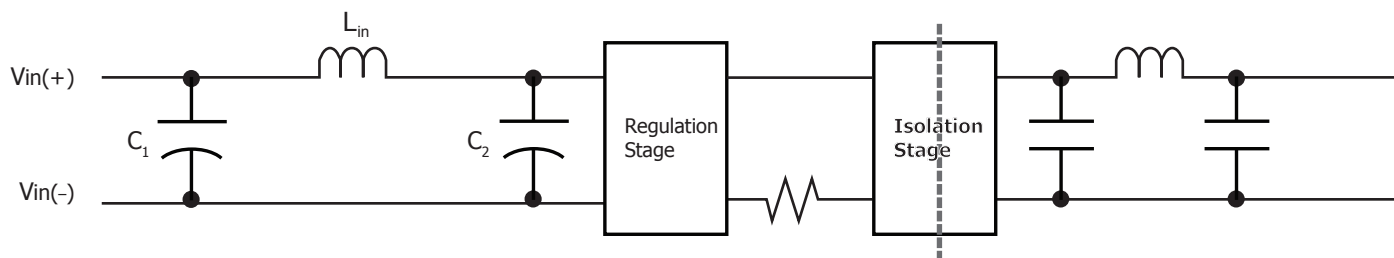 L_in
Vin(+)
C_1
C_2
Regulation
Stage
Isolation
Stage
Vin(−)